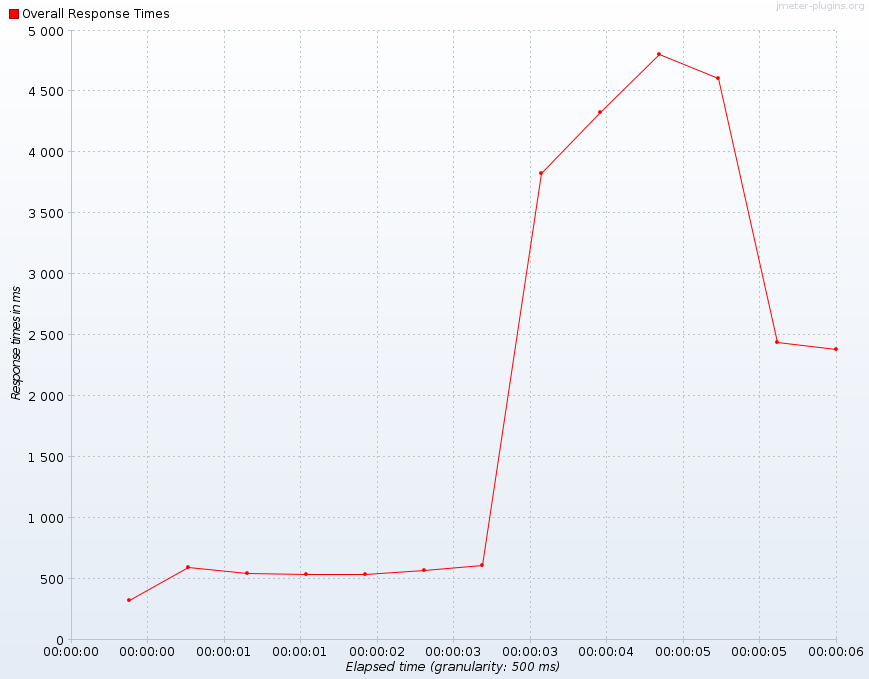 jmeter-plugins.org
Overall Response Times
5 000
4 500
4 000
3 500
3 000
2 500
2 000
1 500
1 000
500
0
Response times in ms
00:00:00 00:00:00 00:00:01 00:00:01 00:00:02 00:00:03 00:00:03 00:00:04 00:00:05 00:00:05 00:00:06
Elapsed time (granularity: 500 ms)